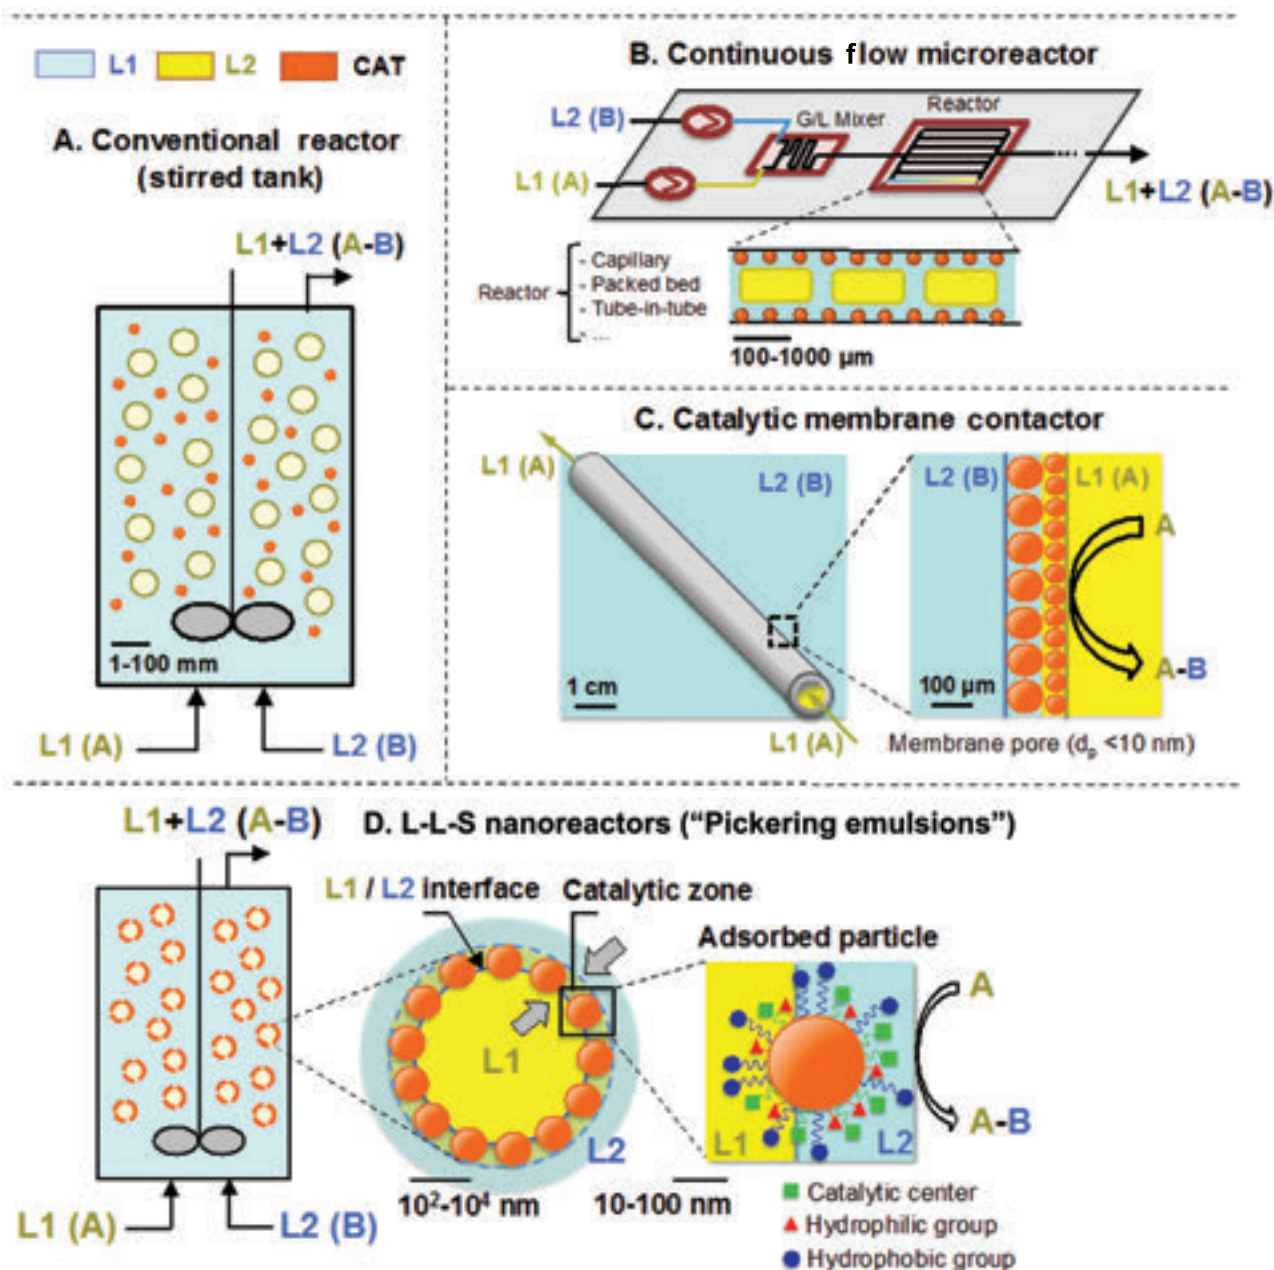 L1 L2 CAT
A. Conventional reactor
(stirred tank)
L1+L2 (A-B)
1-100 mm
L1 (A)
L2 (B)
B. Continuous flow microreactor
L2 (B)
G/L Mixer
Reactor
L1 (A)
L1+L2 (A-B)
Reactor
- Capillary
- Packed bed
- Tube-in-tube
- ...
100-1000 µm
C. Catalytic membrane contactor
L1 (A)
L2 (B)
1 cm
L1 (A)
L2 (B)
L1 (A)
A
A-B
100 µm
Membrane pore (dp <10 nm)
L1+L2 (A-B)
D. L-L-S nanoreactors (“Pickering emulsions”)
L1 / L2 Interface
Catalytic zone
Adsorbed particle
L1
L2
L1
L2
A
A-B
10²-10⁴ nm
10-100 nm
L1 (A)
L2 (B)
Catalytic center
Hydrophilic group
Hydrophobic group